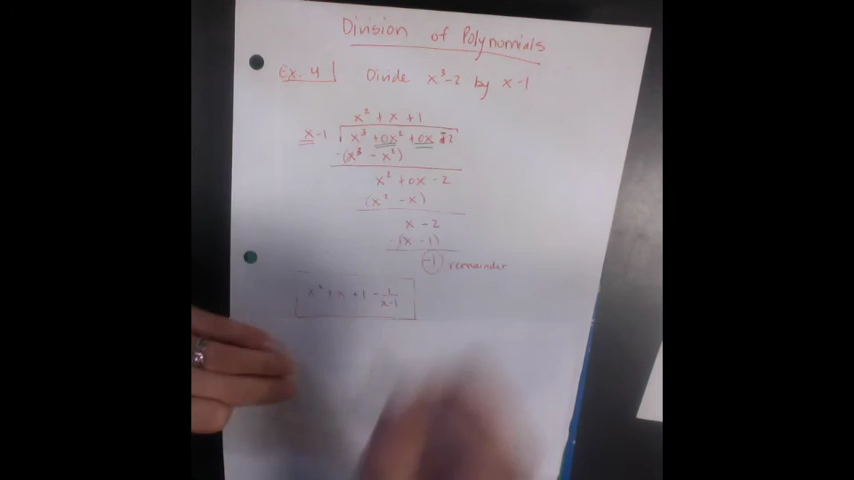 Division of Polynomials
Ex. 4 Divide x³-2 by x-1
x² + x + 1
x-1 x³ +0x² +0x -2
-(x³ - x²)
x² +0x -2
(x² -x)
x - 2
-(x -1)
-1 remainder
x² + x + 1 - 1/(x-1)